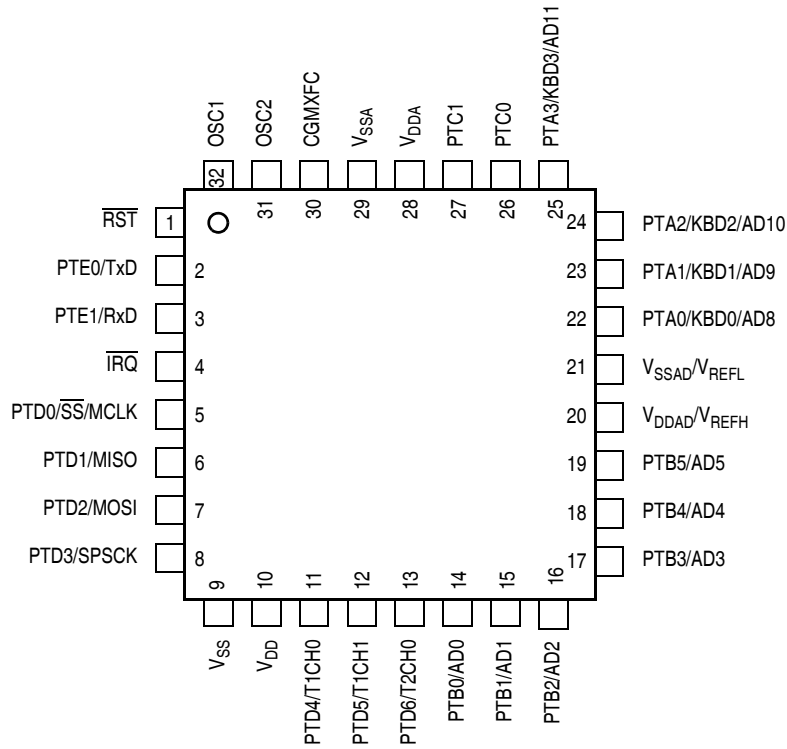 OSC1
OSC2
CGMXFC
VSSA
VDDA
PTC1
PTC0
PTA3/KBD3/AD11
32
31
30
29
28
27
26
25
RST
1
24
PTA2/KBD2/AD10
PTE0/TxD
2
23
PTA1/KBD1/AD9
PTE1/RxD
3
22
PTA0/KBD0/AD8
IRQ
4
21
VSSAD/VREFL
PTD0/SS/MCLK
5
20
VDDAD/VREFH
PTD1/MISO
6
19
PTB5/AD5
PTD2/MOSI
7
18
PTB4/AD4
PTD3/SPSCK
8
17
PTB3/AD3
9
10
11
12
13
14
15
16
VSS
VDD
PTD4/T1CH0
PTD5/T1CH1
PTD6/T2CH0
PTB0/AD0
PTB1/AD1
PTB2/AD2